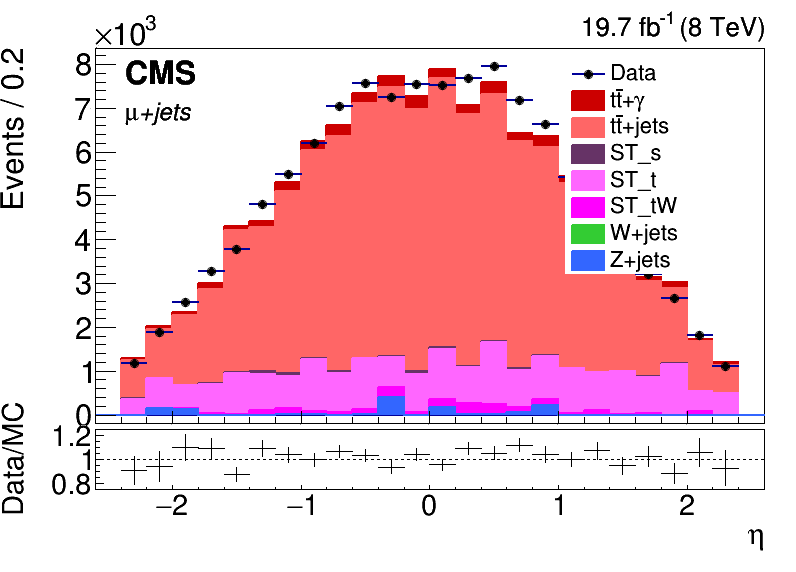 ×10³
19.7 fb⁻¹ (8 TeV)
CMS
μ+jets
Events / 0.2
8
7
6
5
4
3
2
1
0
Data
tt̄+γ
tt̄+jets
ST_s
ST_t
ST_tW
W+jets
Z+jets
Data/MC
1.2
1
0.8
−2 −1 0 1 2
η